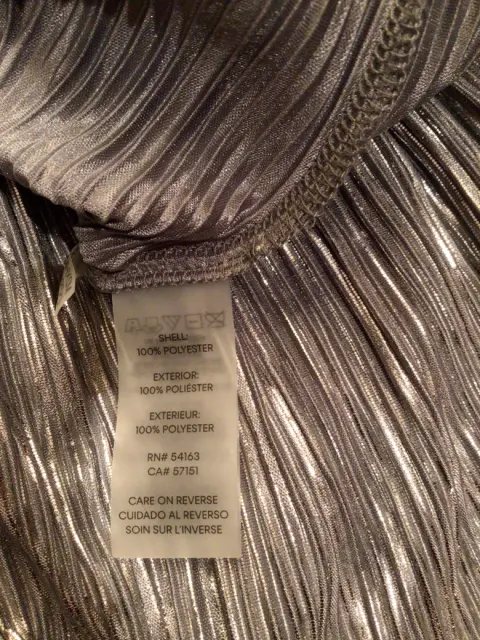 SHELL:
100% POLYESTER
EXTERIOR:
100% POLIÉSTER
EXTERIEUR:
100% POLYESTER
RN# 54163
CA# 57151
CARE ON REVERSE
CUIDADO AL REVERSO
SOIN SUR L'INVERSE